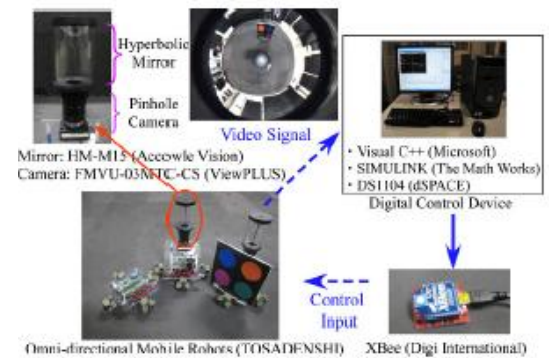 Hyperbolic
Mirror
Pinhole
Camera
Video Signal
Mirror: HM-M15 (Accowle Vision)
Camera: FMVU-03MTC-CS (ViewPLUS)
・Visual C++ (Microsoft)
・SIMULINK (The Math Works)
・DS1104 (dSPACE)
Digital Control Device
Control
Input
Omni-directional Mobile Robots (TOSADENSHI)
XBee (Digi International)